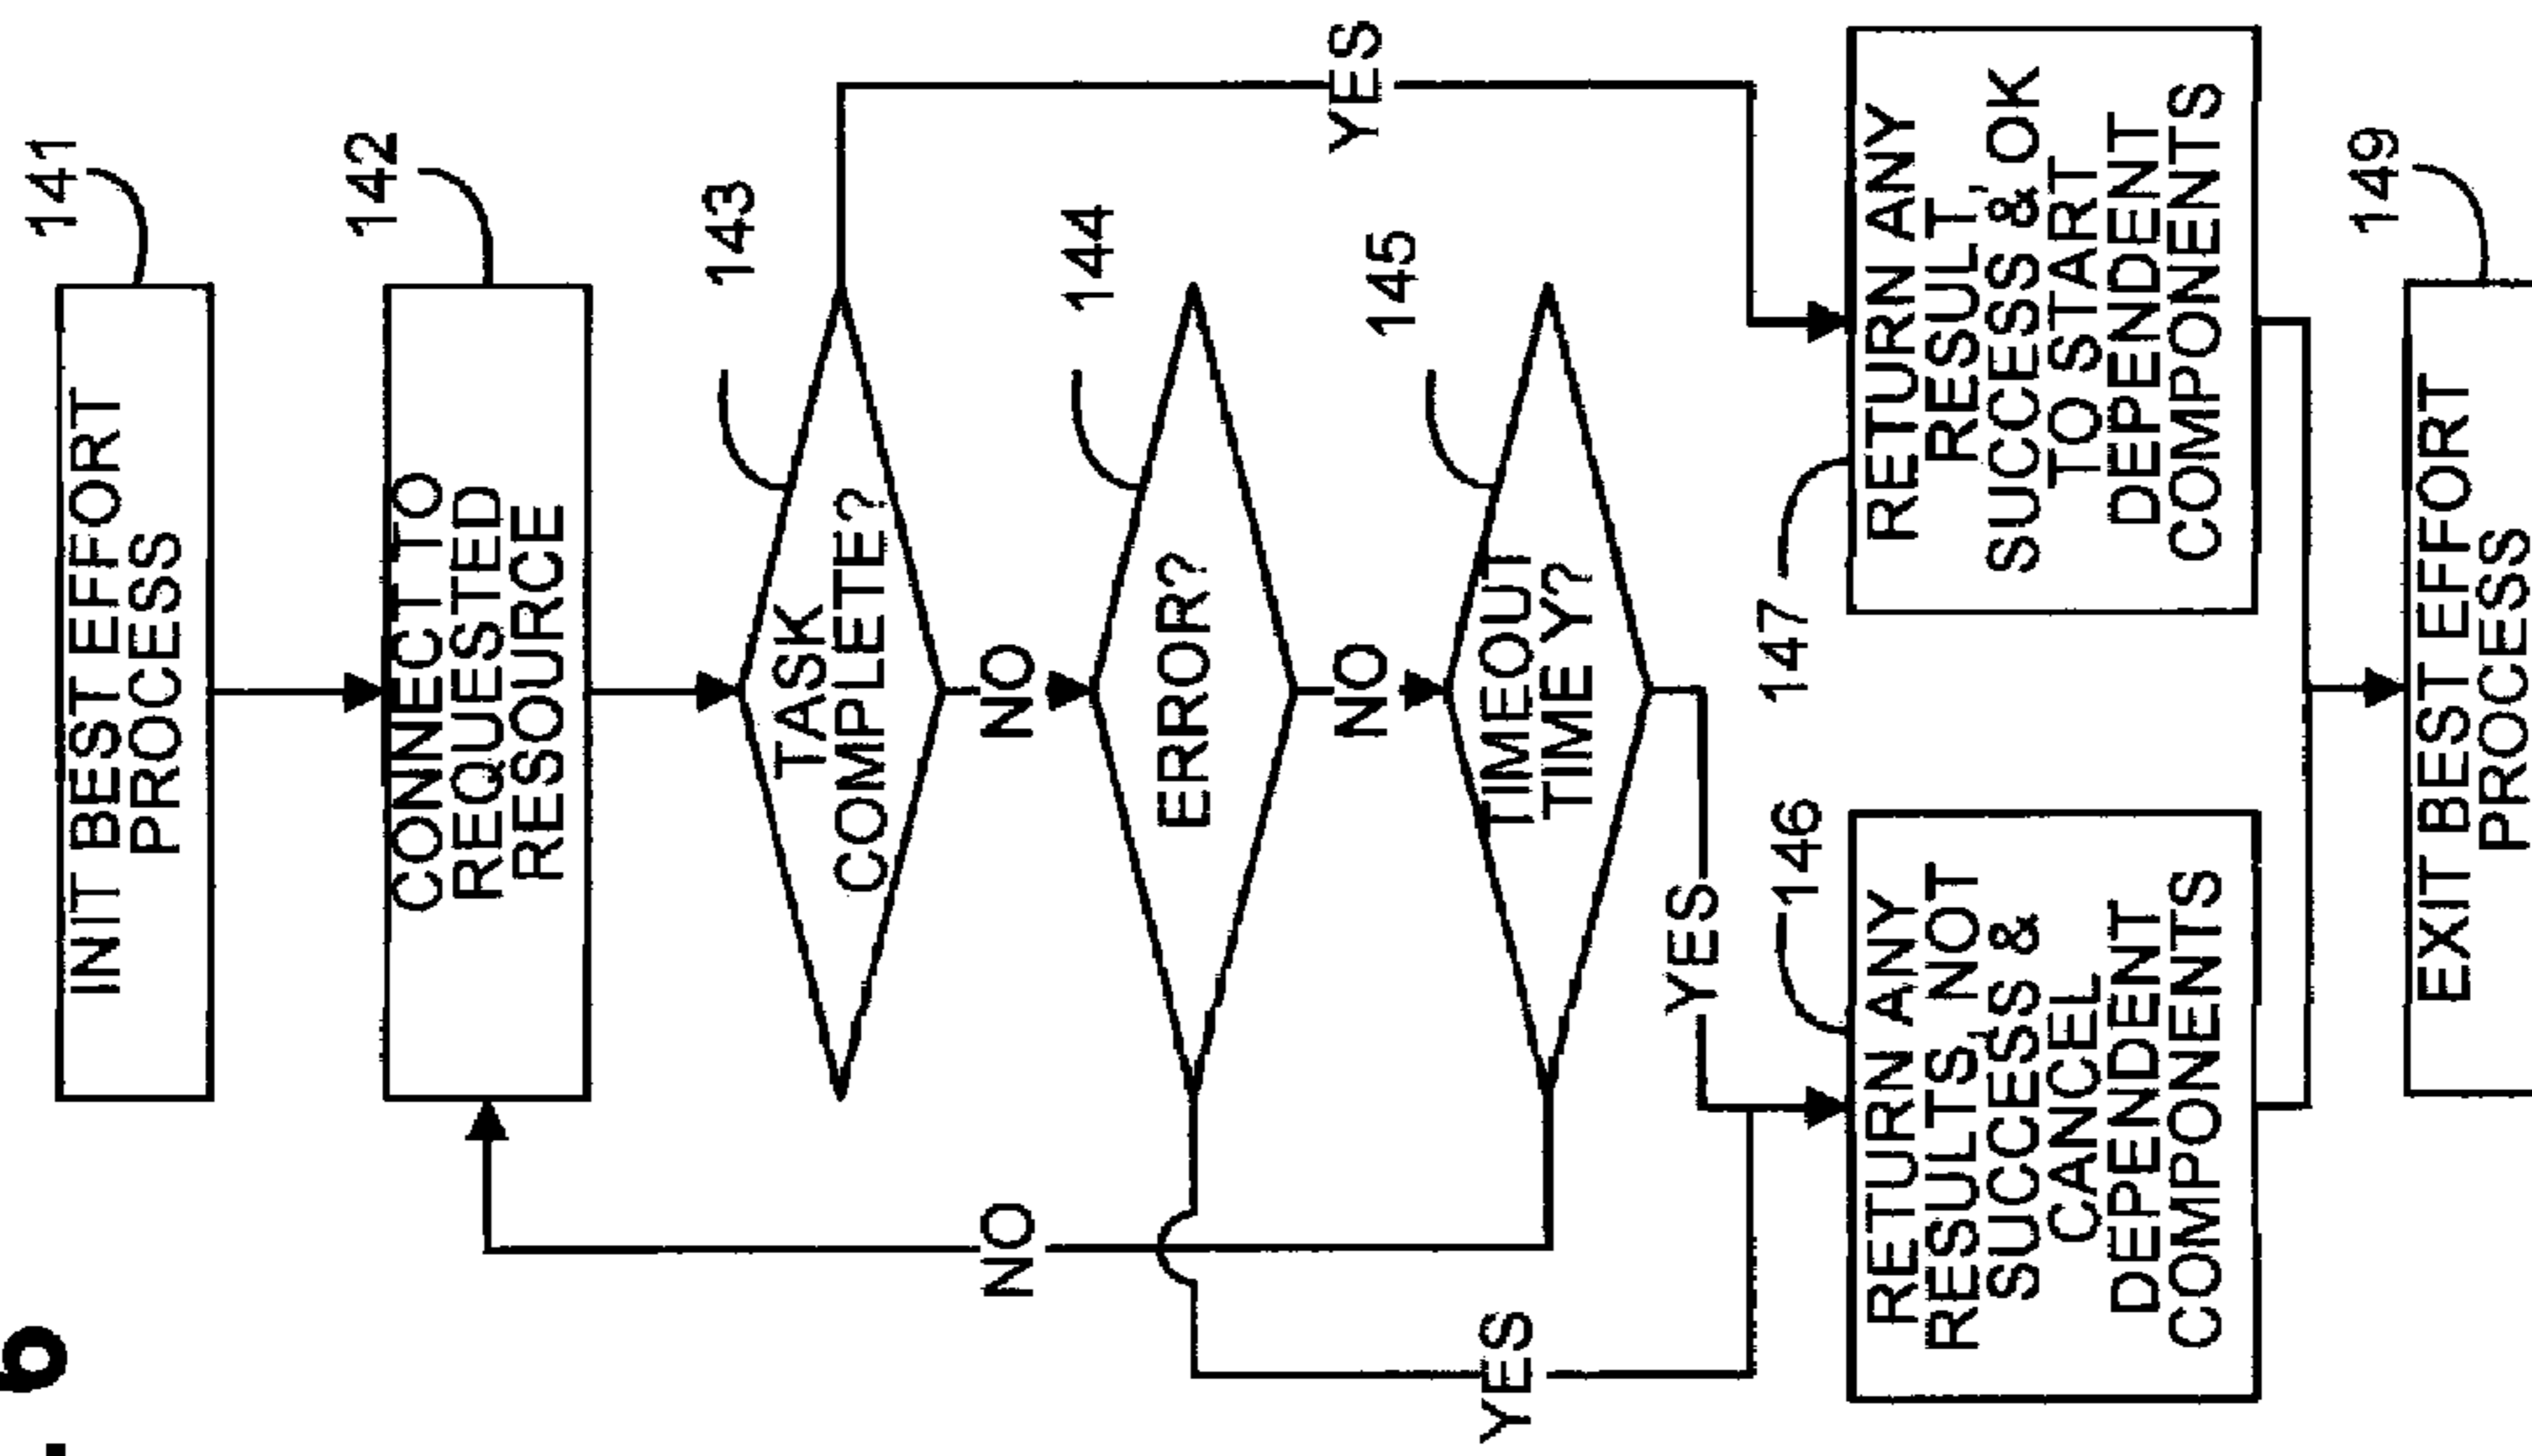 . 6
141
INIT BEST EFFORT
PROCESS
142
CONNECT TO
REQUESTED
RESOURCE
143
TASK
COMPLETE?
NO
144
ERROR?
NO
145
TIMEOUT
TIME Y?
YES
NO
YES
YES
146
RETURN ANY
RESULTS, NOT
SUCCESS &
CANCEL
DEPENDENT
COMPONENTS
147
RETURN ANY
RESULT,
SUCCESS & OK
TO START
DEPENDENT
COMPONENTS
149
EXIT BEST EFFORT
PROCESS